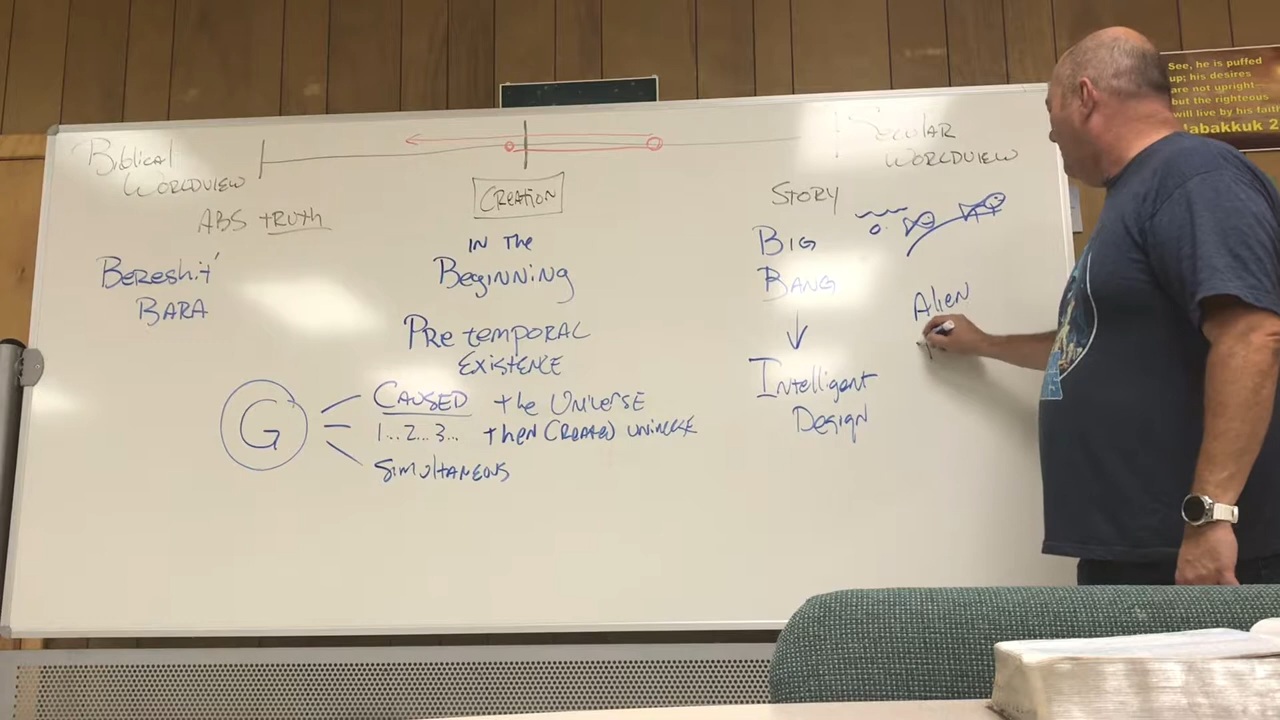 Biblical
Worldview
ABS truth
Bereshit'
Bara
Creation
in the
Beginning
Pre temporal
Existence
G
Caused the Universe
1...2...3... then (Created) universe
Simultaneous
Story
Big
Bang
Intelligent
Design
Secular
Worldview
Alien
See, he is puffed
up; his desires
are not upright—
but the righteous
will live by his faith
Habakkuk 2